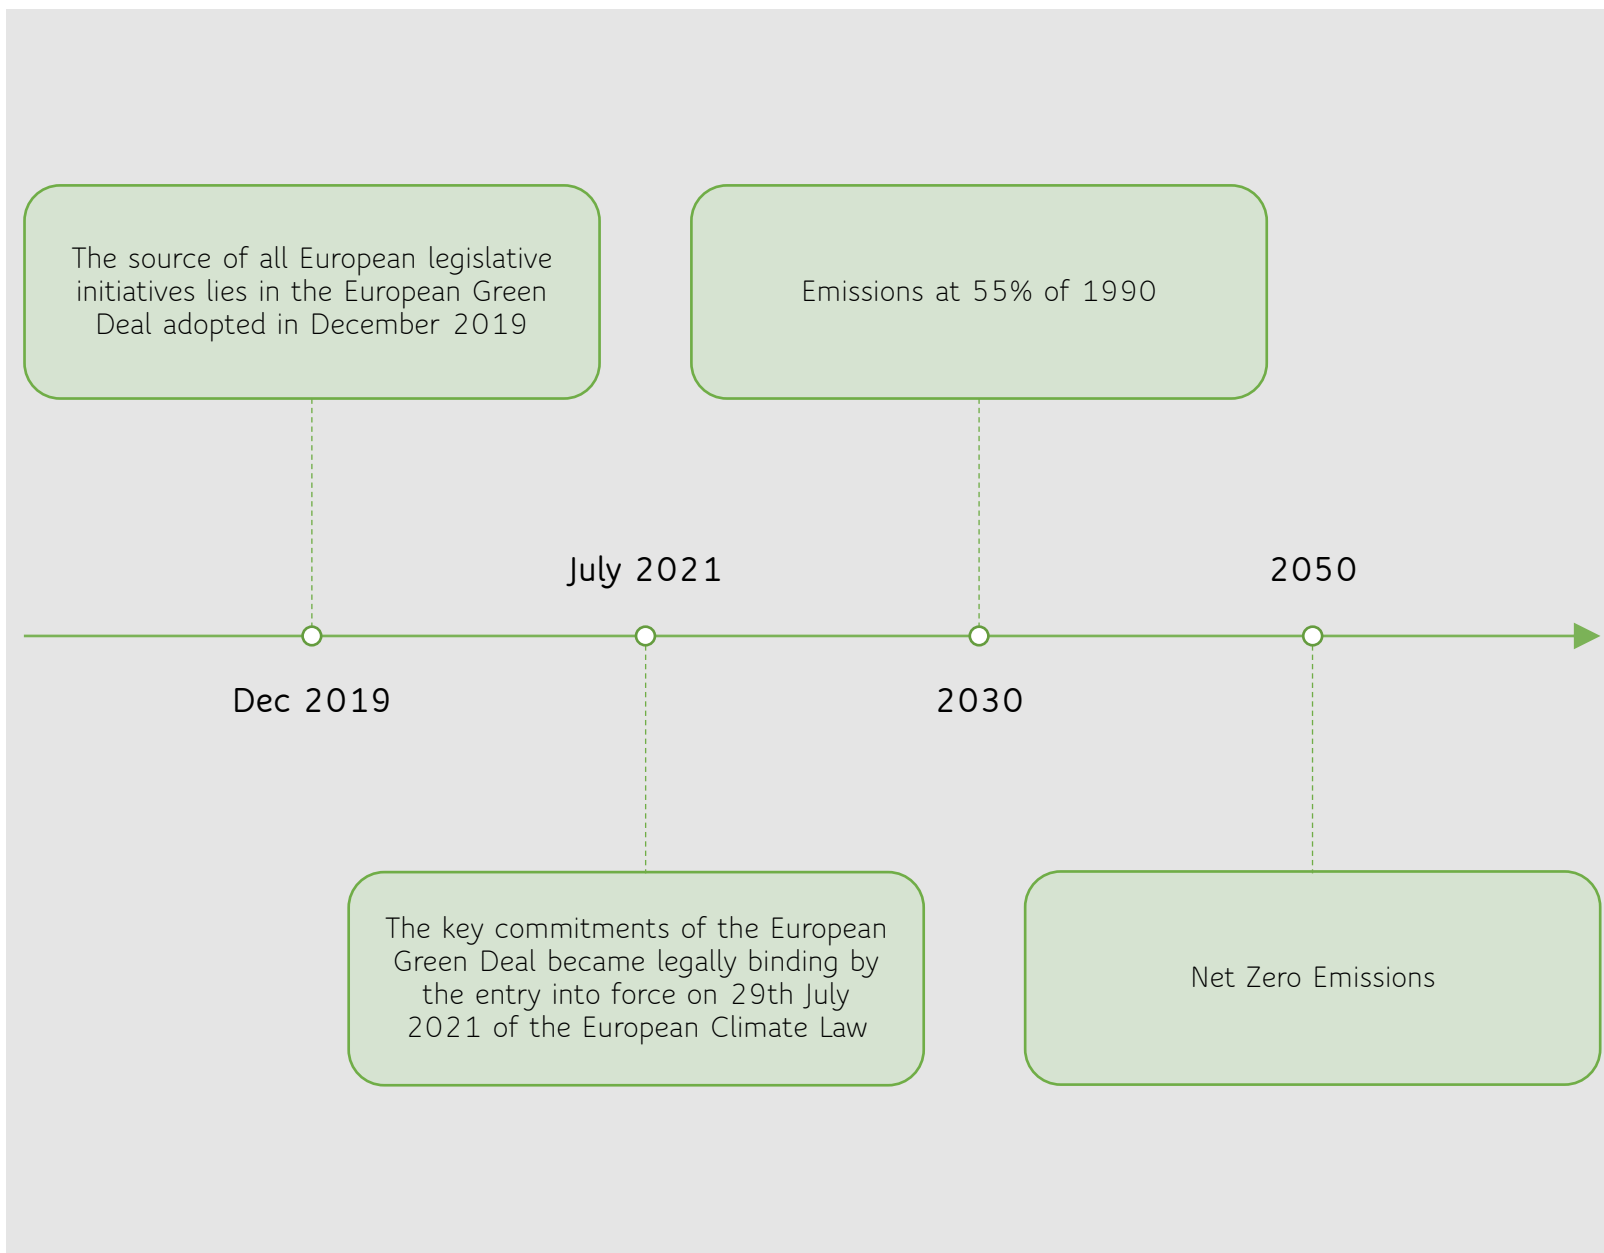 The source of all European legislative
initiatives lies in the European Green
Deal adopted in December 2019
Emissions at 55% of 1990
July 2021
2050
Dec 2019
2030
The key commitments of the European
Green Deal became legally binding by
the entry into force on 29th July
2021 of the European Climate Law
Net Zero Emissions